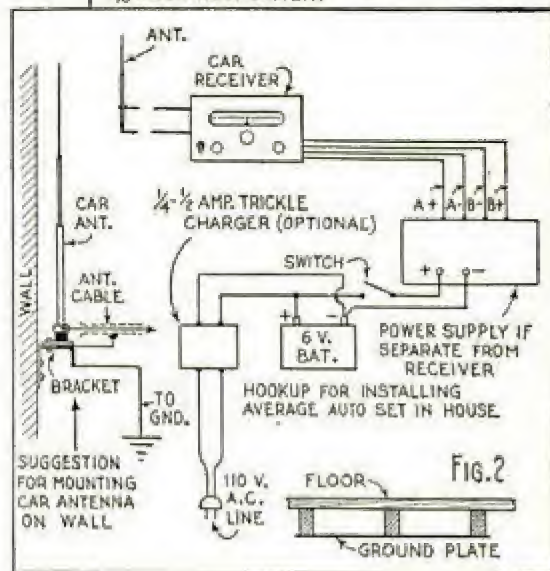 ANT.
CAR
RECEIVER
¼-½ AMP. TRICKLE
CHARGER (OPTIONAL)
A+ A- B- B+
CAR
ANT.
SWITCH
ANT.
CABLE
WALL
+ -
+ -
6 V.
BAT.
POWER SUPPLY IF
SEPARATE FROM
RECEIVER
BRACKET
HOOKUP FOR INSTALLING
AVERAGE AUTO SET IN HOUSE
TO
GND.
SUGGESTION
FOR MOUNTING
CAR ANTENNA
ON WALL
110 V.
A.C.
LINE
FIG. 2
FLOOR
GROUND PLATE